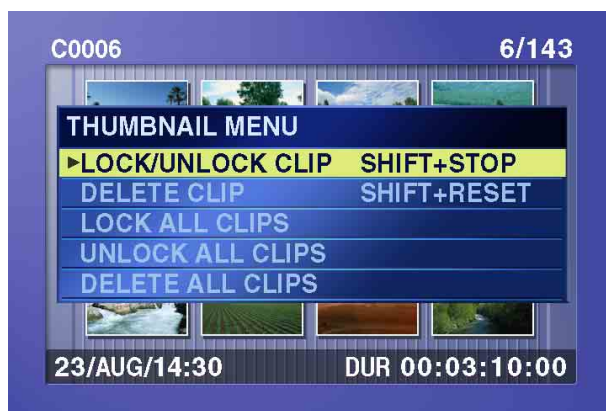 C0006 6/143
THUMBNAIL MENU
►LOCK/UNLOCK CLIP SHIFT+STOP
DELETE CLIP SHIFT+RESET
LOCK ALL CLIPS
UNLOCK ALL CLIPS
DELETE ALL CLIPS
23/AUG/14:30 DUR 00:03:10:00